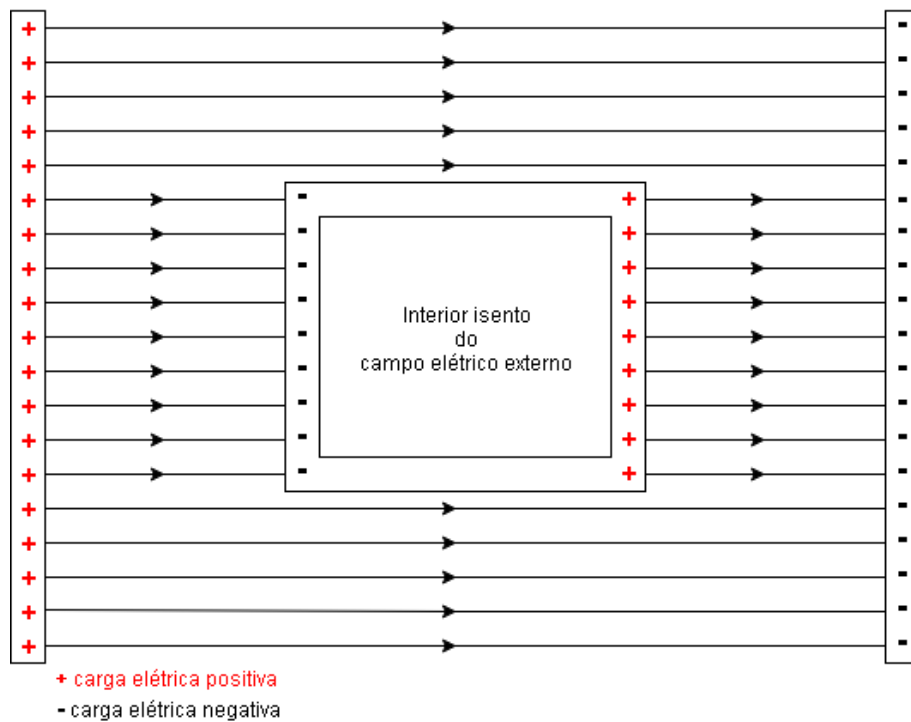 Interior isento
do
campo elétrico externo
+ carga elétrica positiva
- carga elétrica negativa